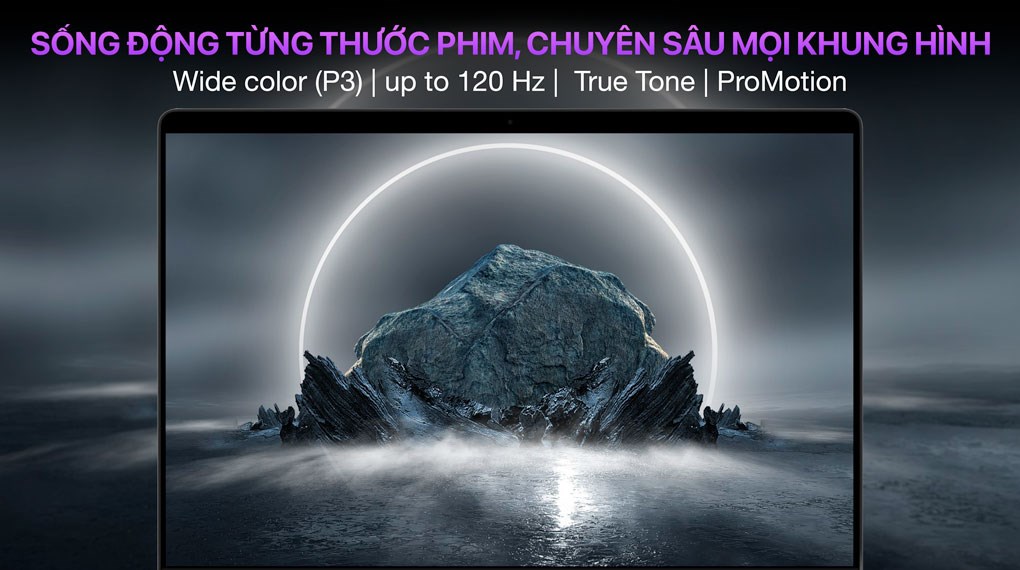 SỐNG ĐỘNG TỪNG THƯỚC PHIM, CHUYÊN SÂU MỌI KHUNG HÌNH
Wide color (P3) | up to 120 Hz | True Tone | ProMotion